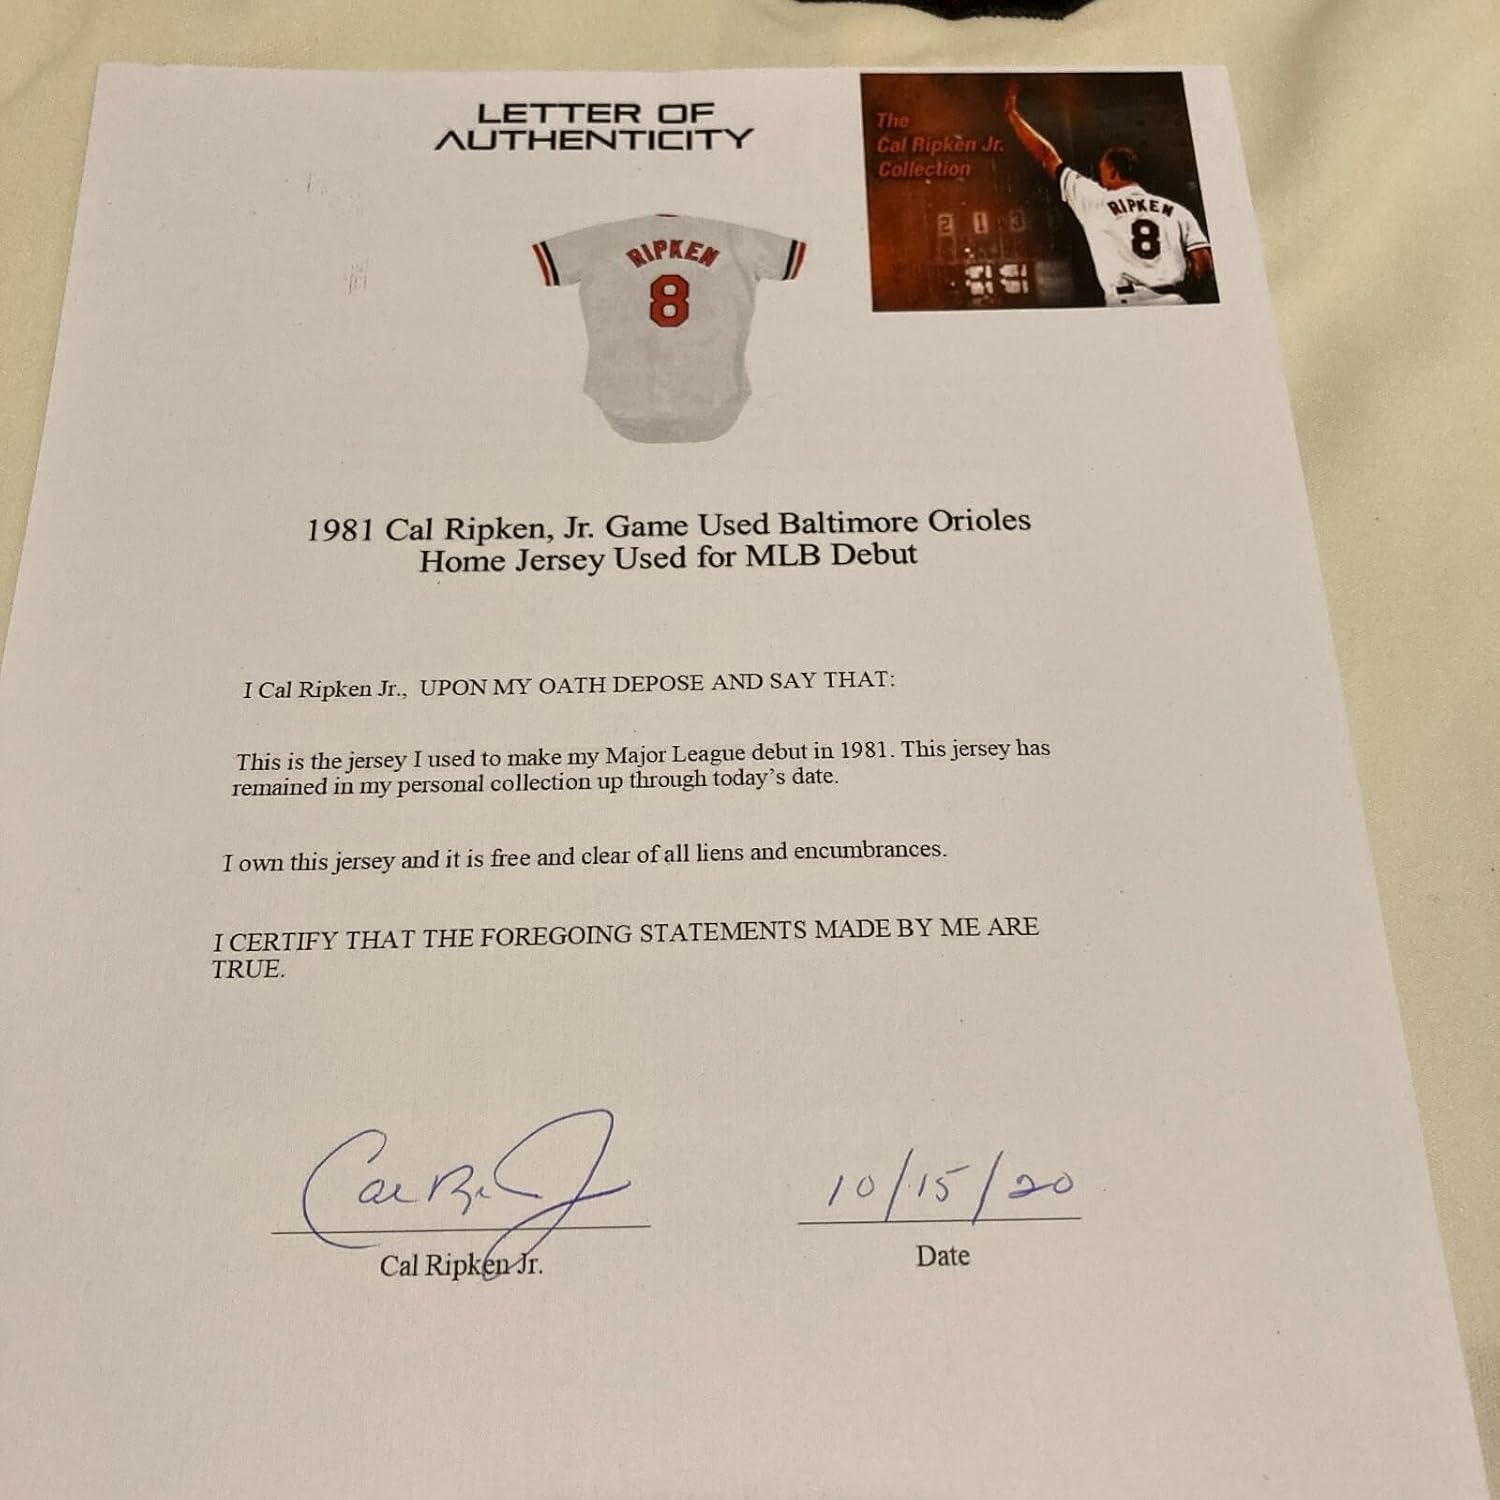 LETTER OF
AUTHENTICITY
The
Cal Ripken Jr.
Collection
2 1 3
RIPKEN
8
RIPKEN
8
1981 Cal Ripken, Jr. Game Used Baltimore Orioles
Home Jersey Used for MLB Debut
I Cal Ripken Jr., UPON MY OATH DEPOSE AND SAY THAT:
This is the jersey I used to make my Major League debut in 1981. This jersey has
remained in my personal collection up through today’s date.
I own this jersey and it is free and clear of all liens and encumbrances.
I CERTIFY THAT THE FOREGOING STATEMENTS MADE BY ME ARE
TRUE.
10/15/20
Cal Ripken Jr.
Date